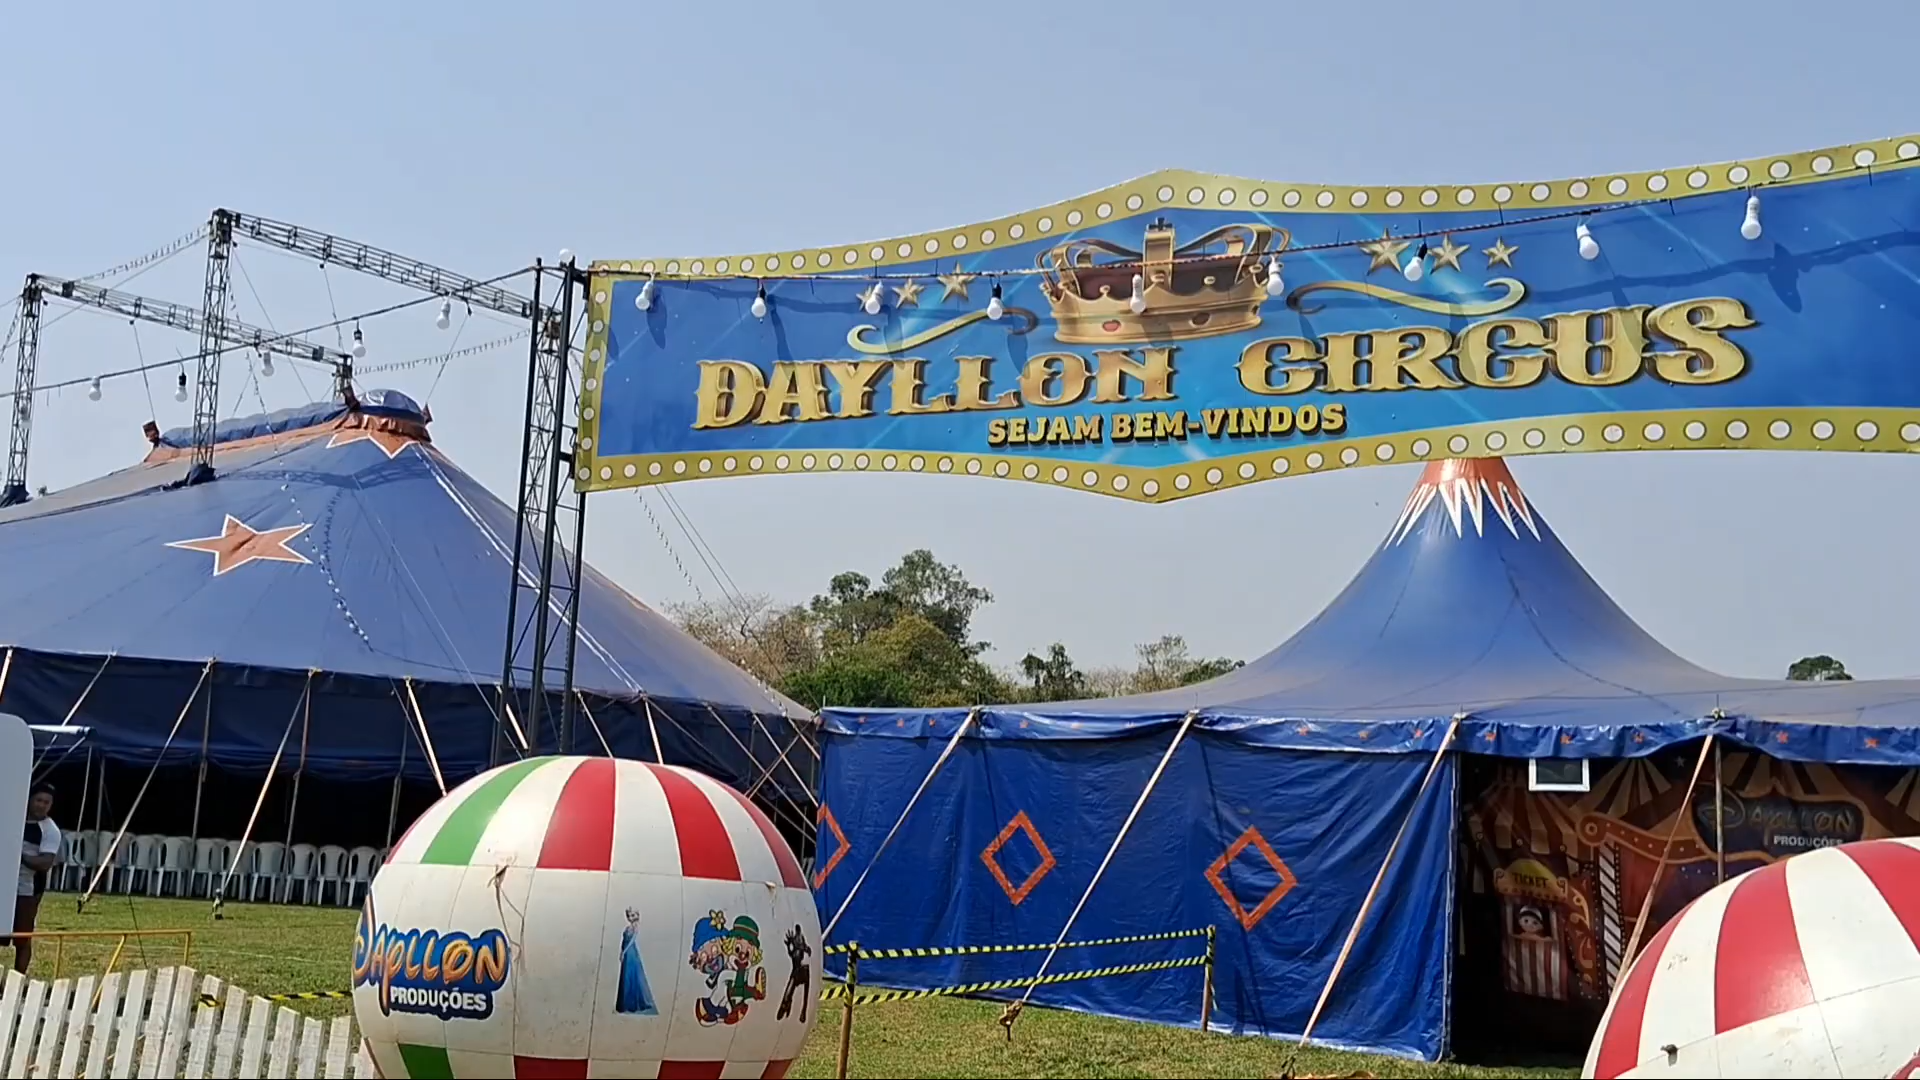 DAYLLON CIRCUS
SEJAM BEM-VINDOS
DAYLLON
PRODUÇÕES
TICKET
DAYLLON
PRODUÇÕES